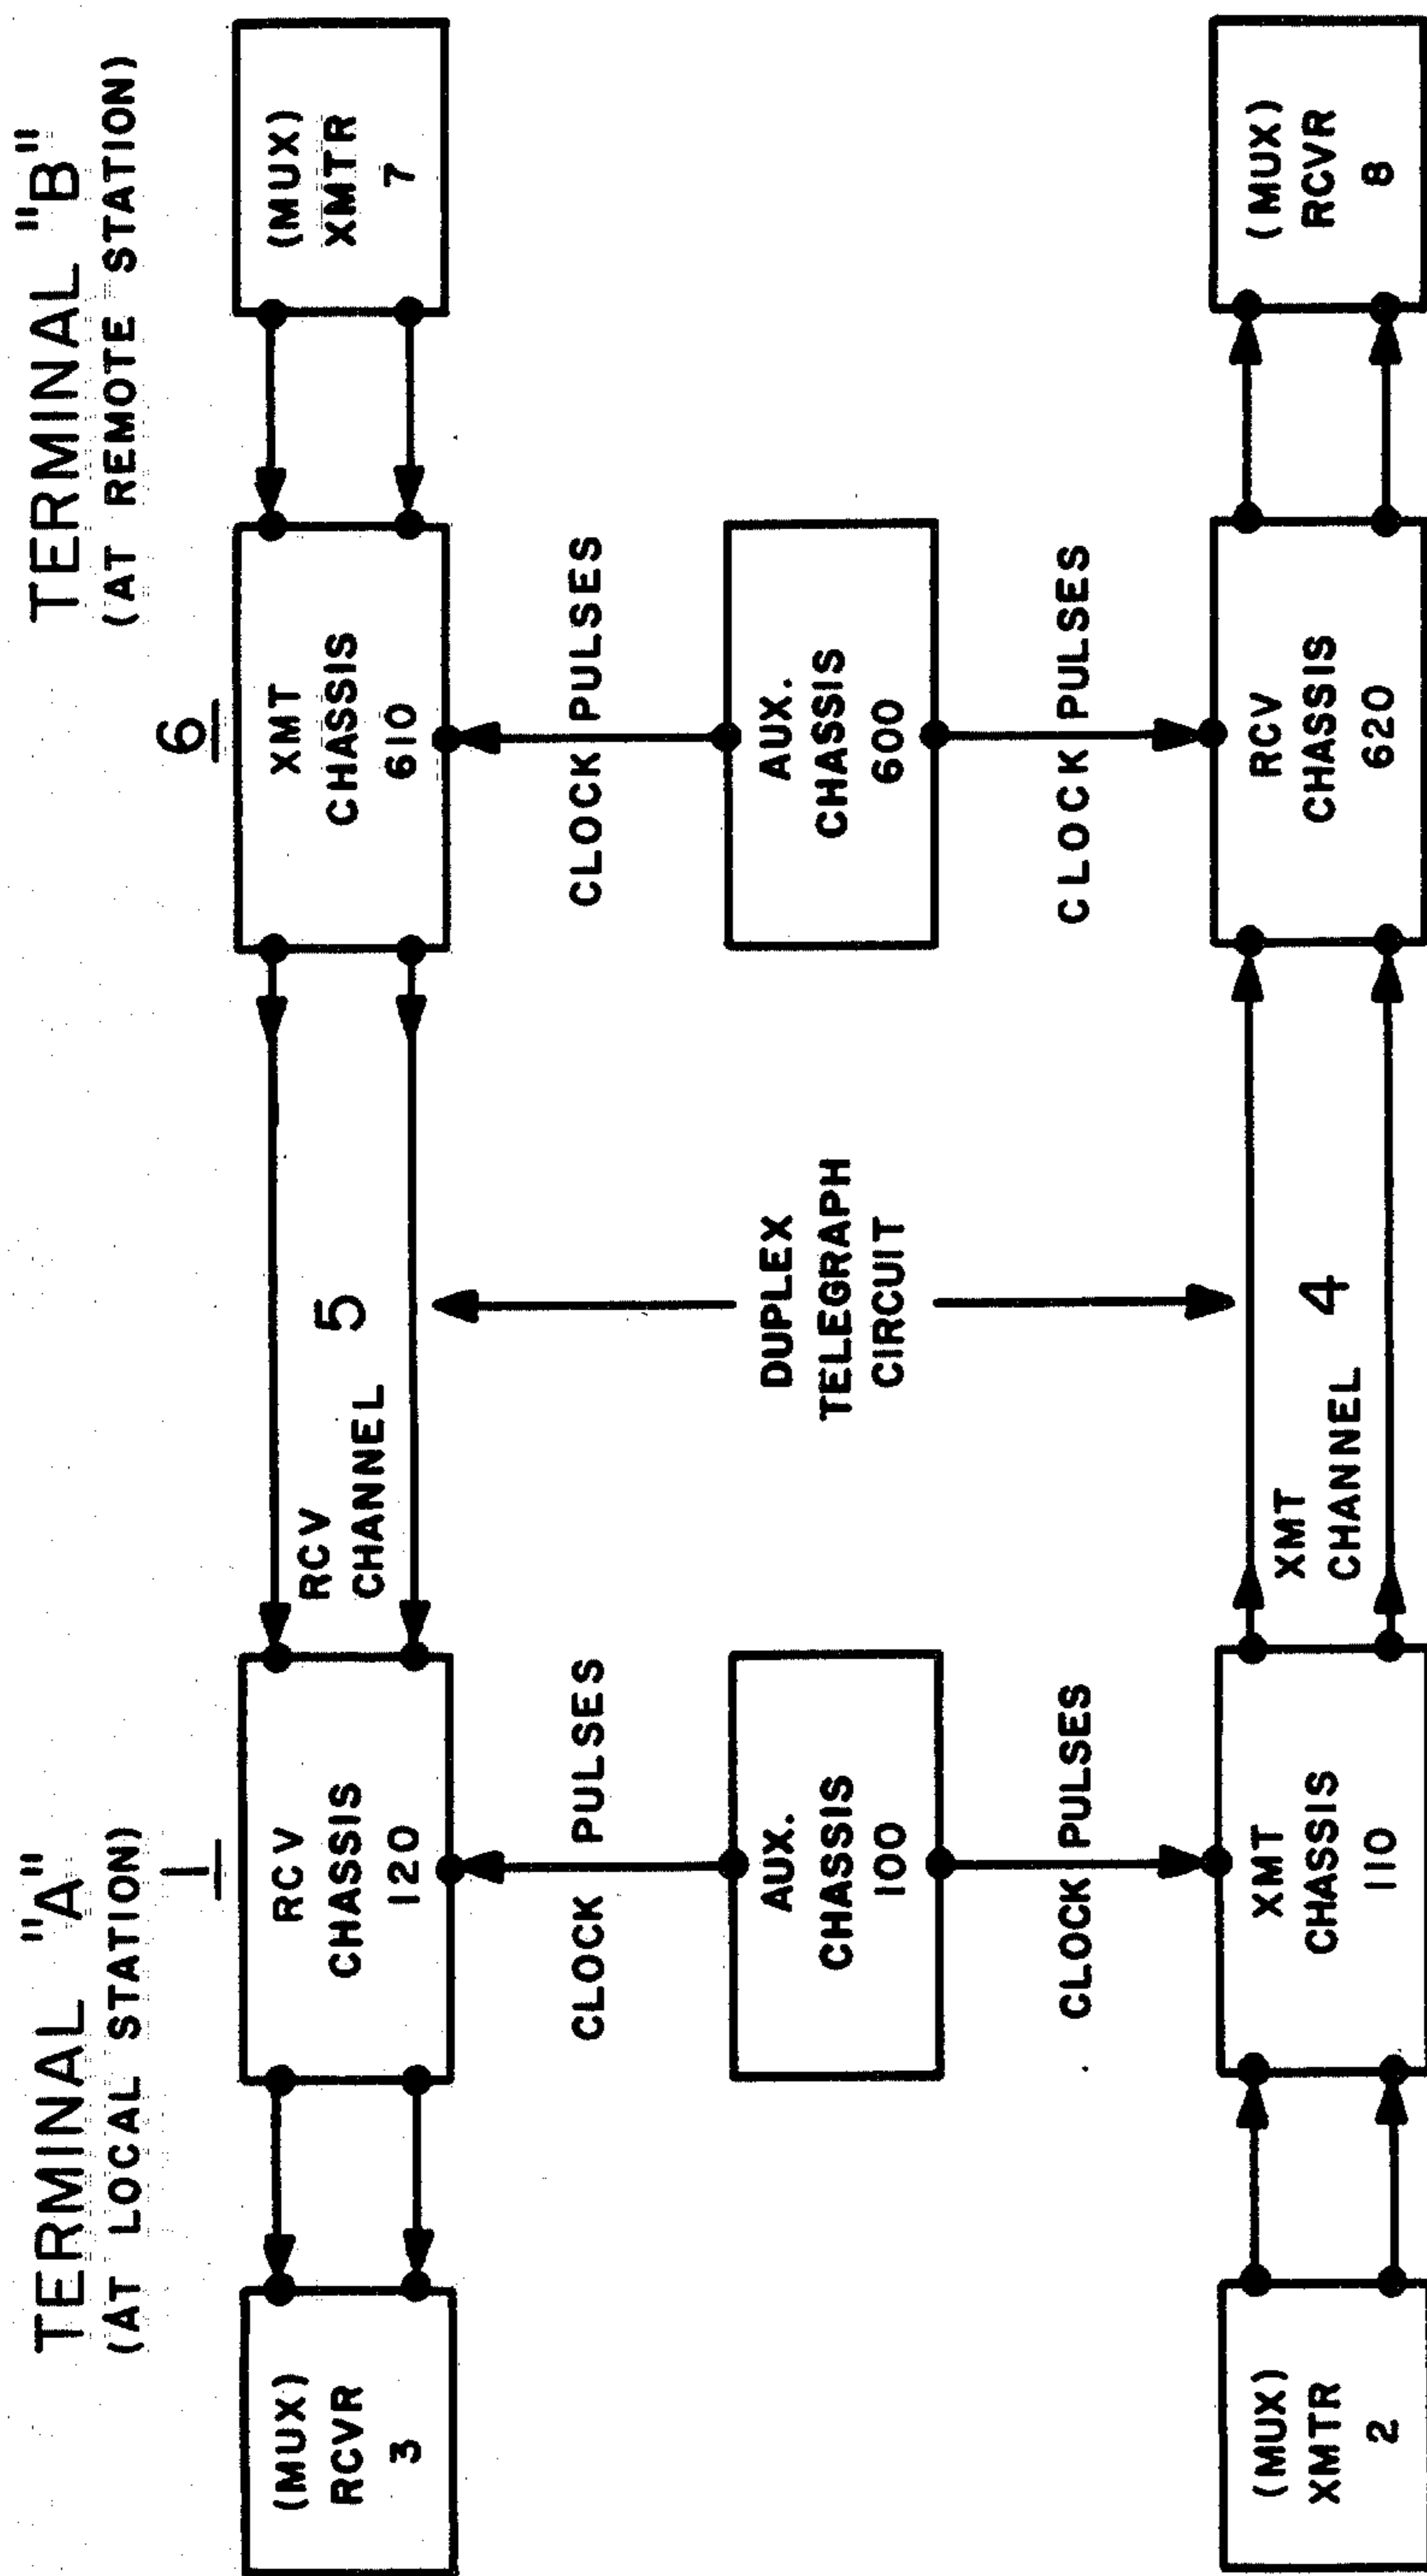 TERMINAL "A"
(AT LOCAL STATION)
1
TERMINAL "B"
(AT REMOTE STATION)
6
(MUX)
RCVR
3
RCV
CHASSIS
120
RCV
CHANNEL
5
XMT
CHASSIS
610
(MUX)
XMTR
7
CLOCK PULSES
CLOCK PULSES
AUX.
CHASSIS
100
DUPLEX
TELEGRAPH
CIRCUIT
AUX.
CHASSIS
600
CLOCK PULSES
CLOCK PULSES
(MUX)
XMTR
2
XMT
CHASSIS
110
XMT
CHANNEL
4
RCV
CHASSIS
620
(MUX)
RCVR
8